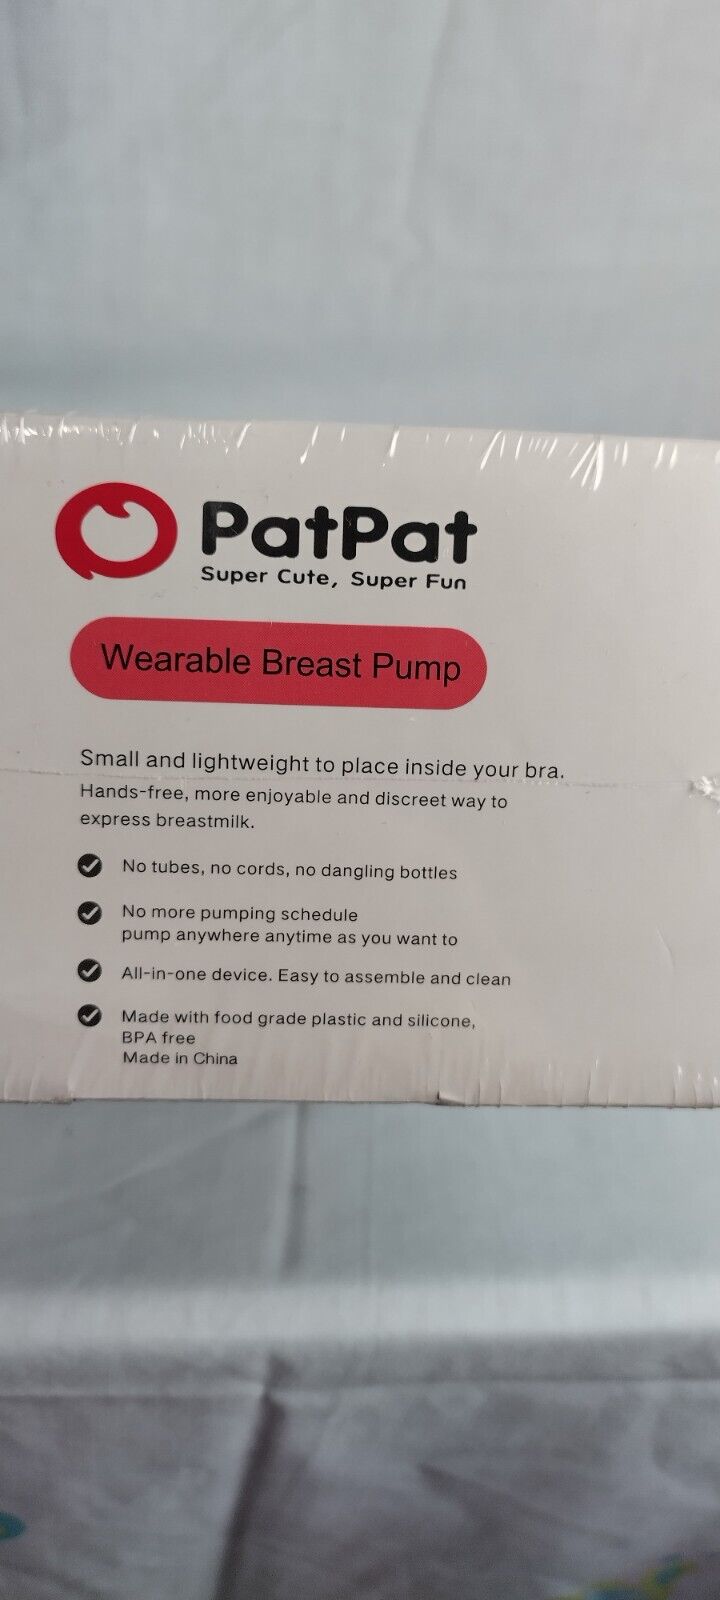 PatPat
Super Cute, Super Fun
Wearable Breast Pump
Small and lightweight to place inside your bra.
Hands-free, more enjoyable and discreet way to
express breastmilk.
No tubes, no cords, no dangling bottles
No more pumping schedule
pump anywhere anytime as you want to
All-in-one device. Easy to assemble and clean
Made with food grade plastic and silicone,
BPA free
Made in China